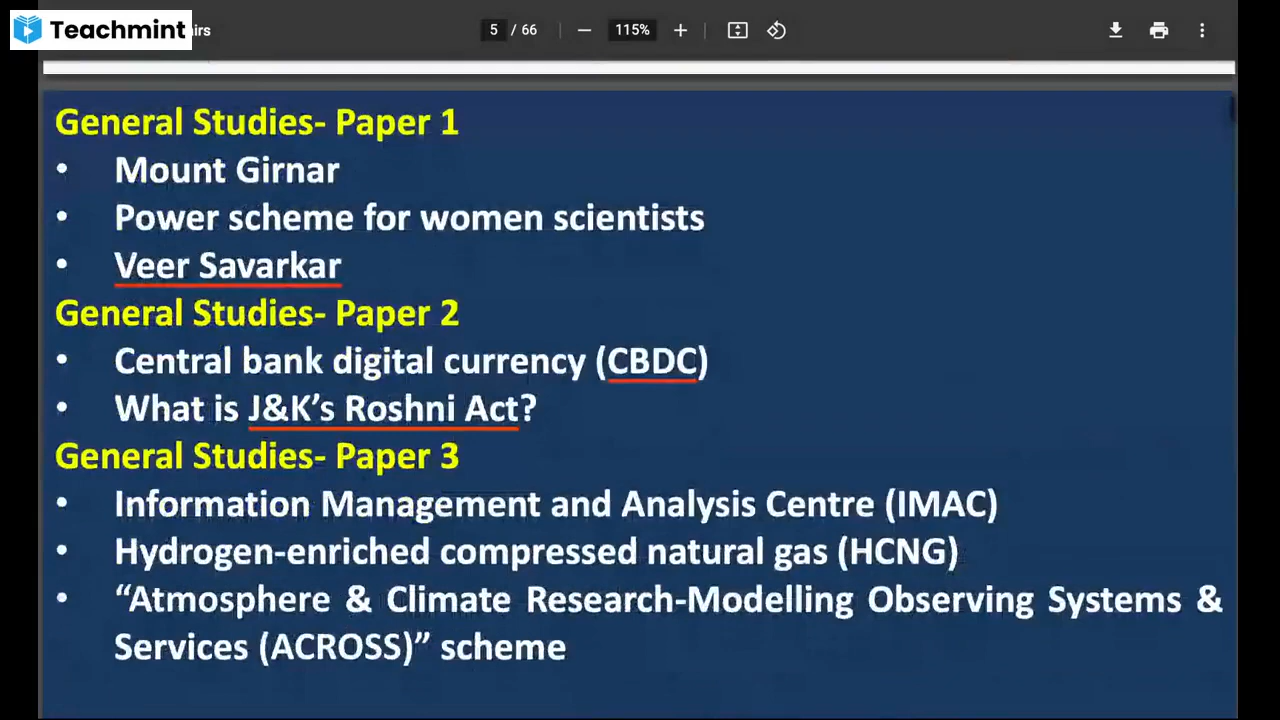 Teachmint irs 5 / 66 115%
General Studies- Paper 1
• Mount Girnar
• Power scheme for women scientists
• Veer Savarkar
General Studies- Paper 2
• Central bank digital currency (CBDC)
• What is J&K’s Roshni Act?
General Studies- Paper 3
• Information Management and Analysis Centre (IMAC)
• Hydrogen-enriched compressed natural gas (HCNG)
• “Atmosphere & Climate Research-Modelling Observing Systems &
Services (ACROSS)” scheme